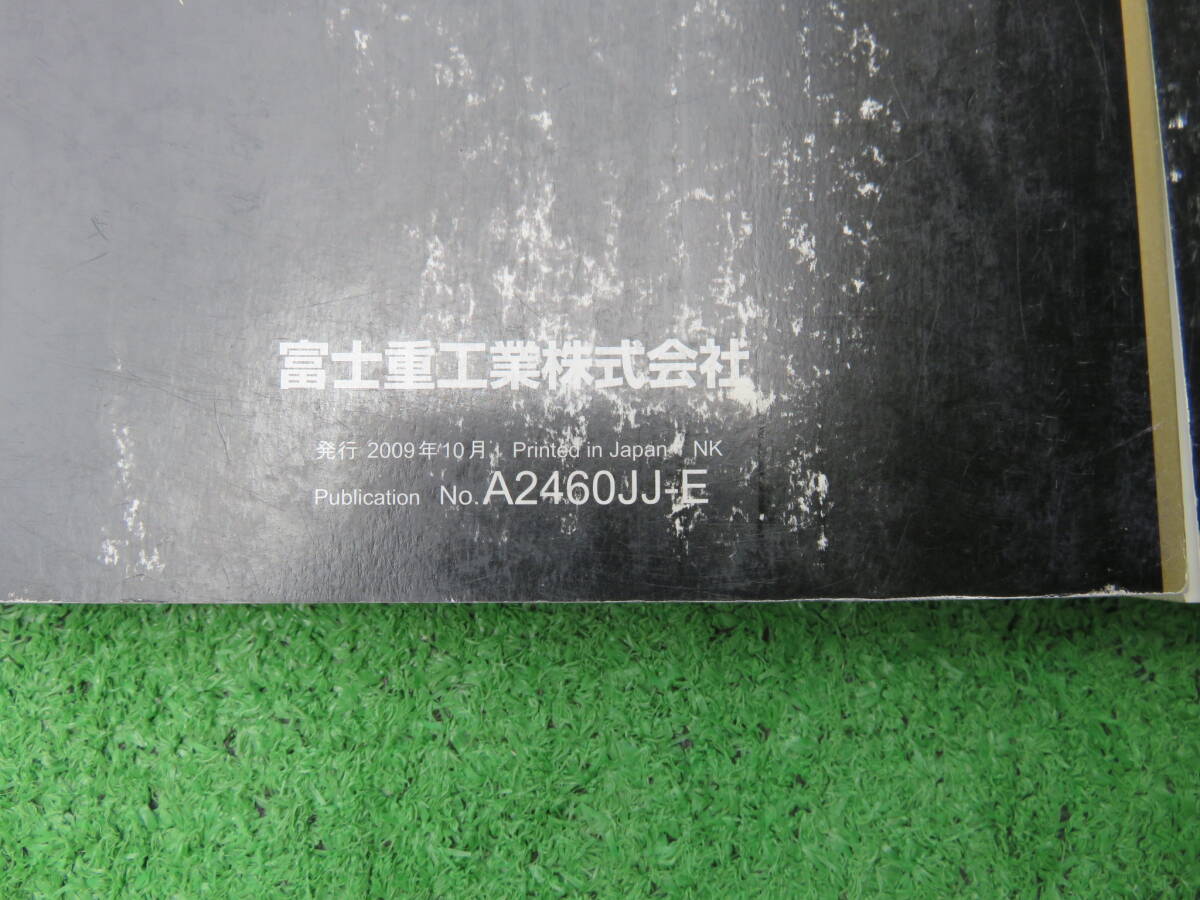 富士重工業株式会社
発行 2009年10月 Printed in Japan NK
Publication No. A2460JJ-E